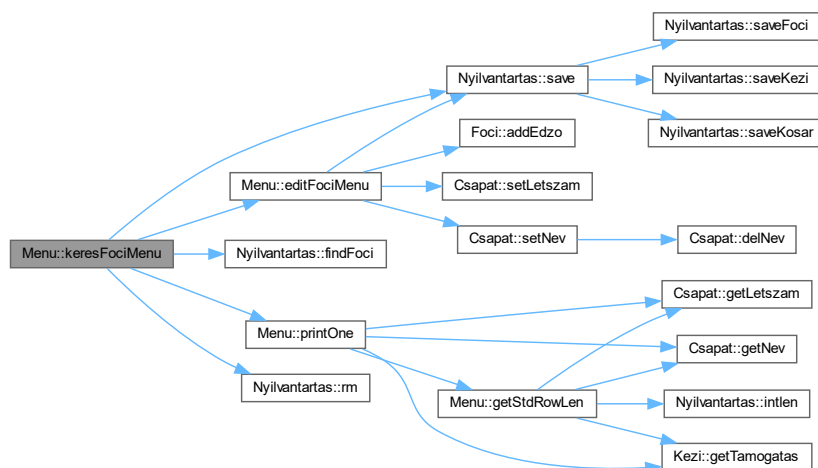 Nyilvantartas::saveFoci
Nyilvantartas::save
Nyilvantartas::saveKezi
Foci::addEdzo
Nyilvantartas::saveKosar
Menu::editFociMenu
Csapat::setLetszam
Menu::keresFociMenu
Nyilvantartas::findFoci
Csapat::setNev
Csapat::delNev
Csapat::getLetszam
Menu::printOne
Csapat::getNev
Nyilvantartas::rm
Menu::getStdRowLen
Nyilvantartas::intlen
Kezi::getTamogatas